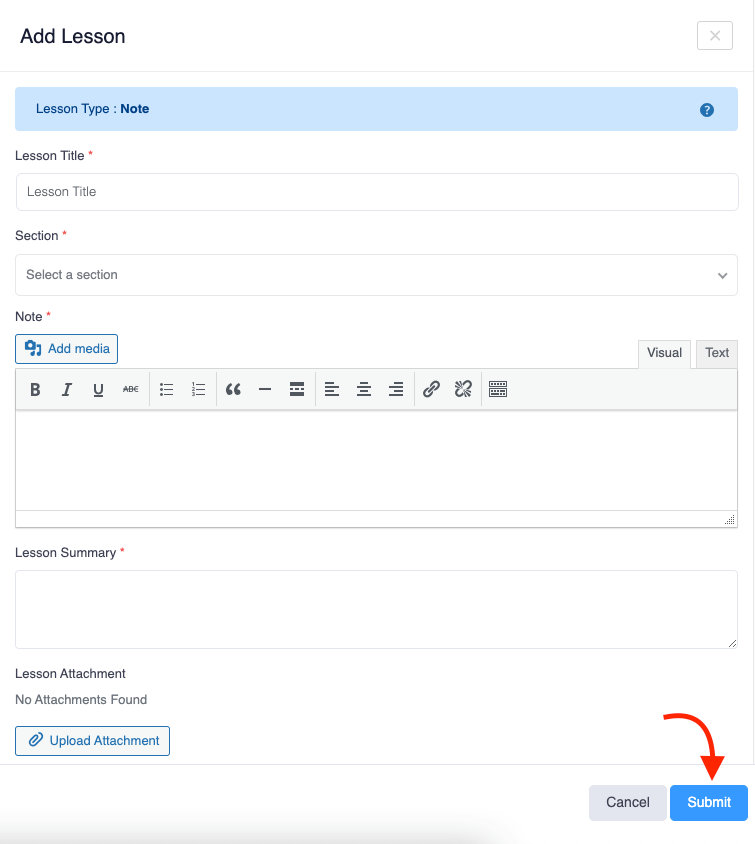 Add Lesson
Lesson Type : Note
Lesson Title *
Lesson Title
Section *
Select a section
Note *
Add media
Visual Text
B I U ABC
Lesson Summary *
Lesson Attachment
No Attachments Found
Upload Attachment
Cancel Submit